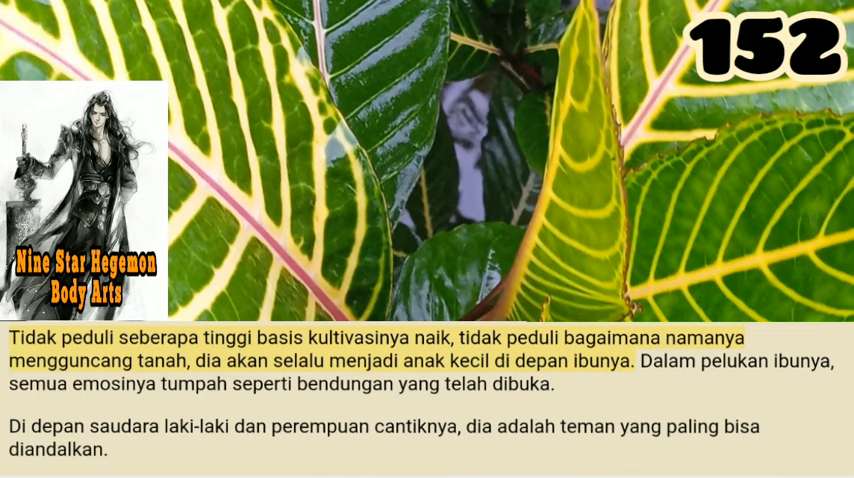 152
Nine Star Hegemon
Body Arts
Tidak peduli seberapa tinggi basis kultivasinya naik, tidak peduli bagaimana namanya
mengguncang tanah, dia akan selalu menjadi anak kecil di depan ibunya. Dalam pelukan ibunya,
semua emosinya tumpah seperti bendungan yang telah dibuka.
Di depan saudara laki-laki dan perempuan cantiknya, dia adalah teman yang paling bisa
diandalkan.